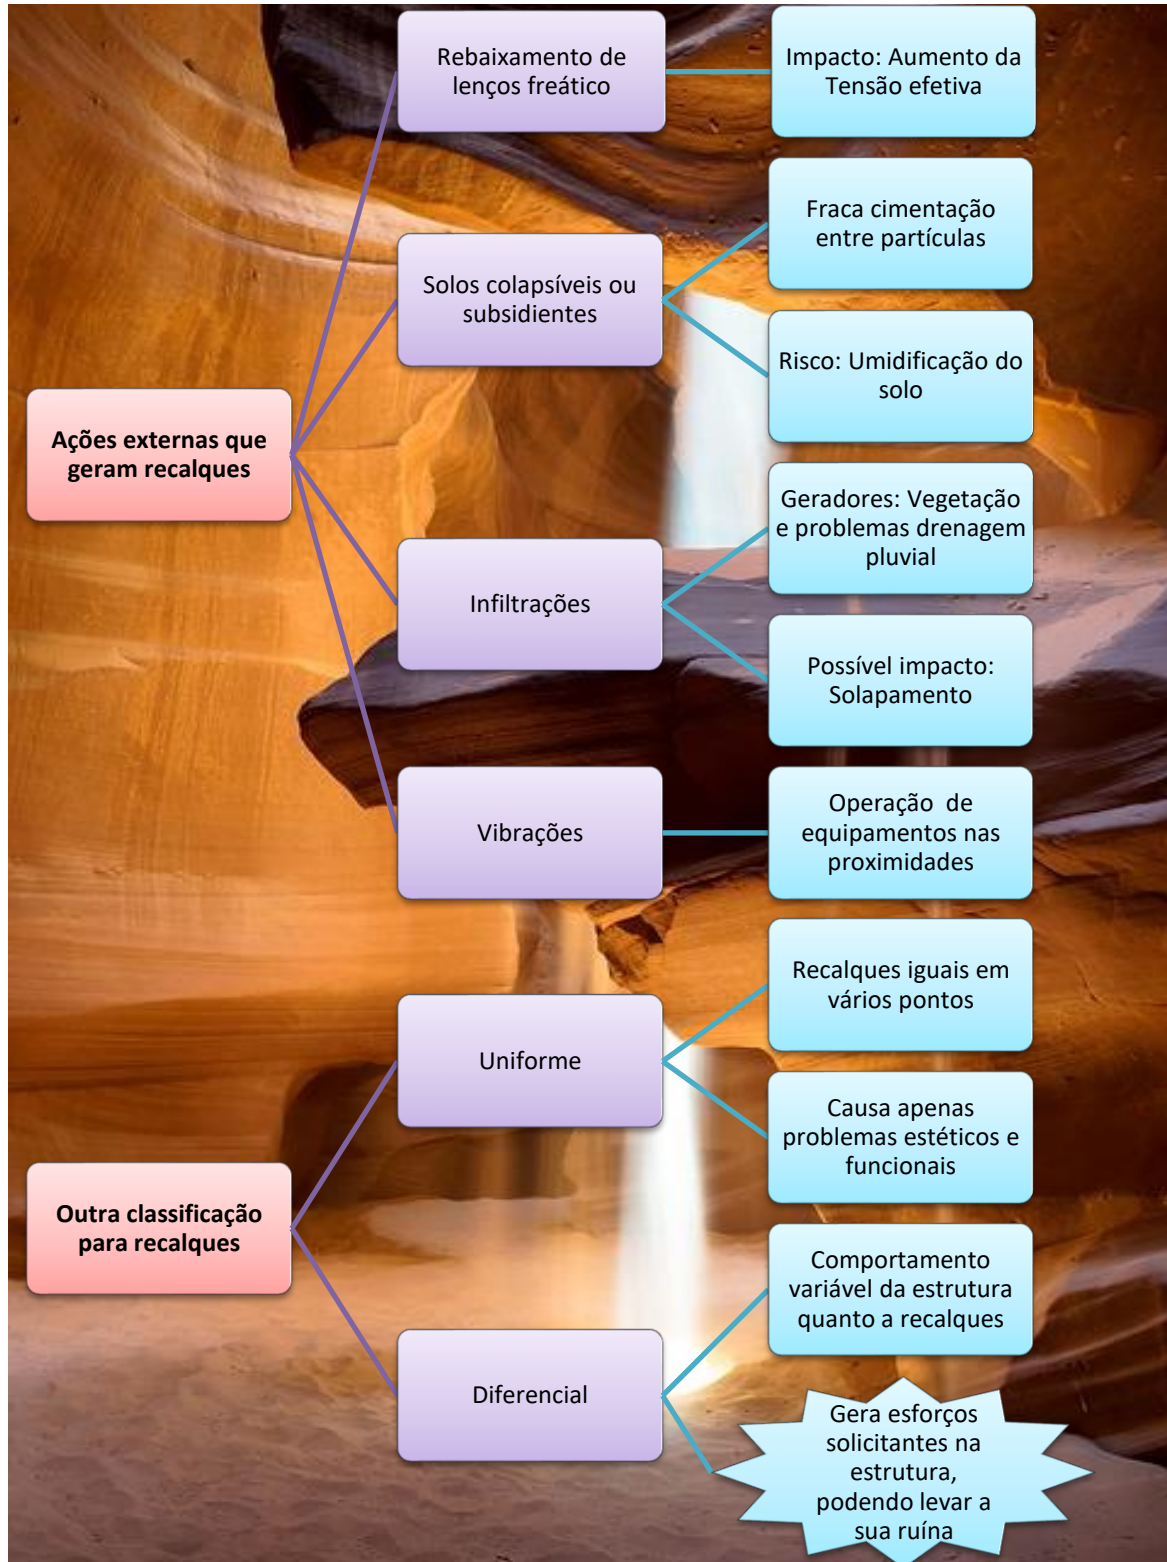 Rebaixamento de
lenços freático
Impacto: Aumento da
Tensão efetiva
Solos colapsíveis ou
subsidientes
Fraca cimentação
entre partículas
Risco: Umidificação do
solo
Ações externas que
geram recalques
Infiltrações
Geradores: Vegetação
e problemas drenagem
pluvial
Possível impacto:
Solapamento
Vibrações
Operação de
equipamentos nas
proximidades
Outra classificação
para recalques
Uniforme
Recalques iguais em
vários pontos
Causa apenas
problemas estéticos e
funcionais
Diferencial
Comportamento
variável da estrutura
quanto a recalques
Gera esforços
solicitantes na
estrutura,
podendo levar a
sua ruína